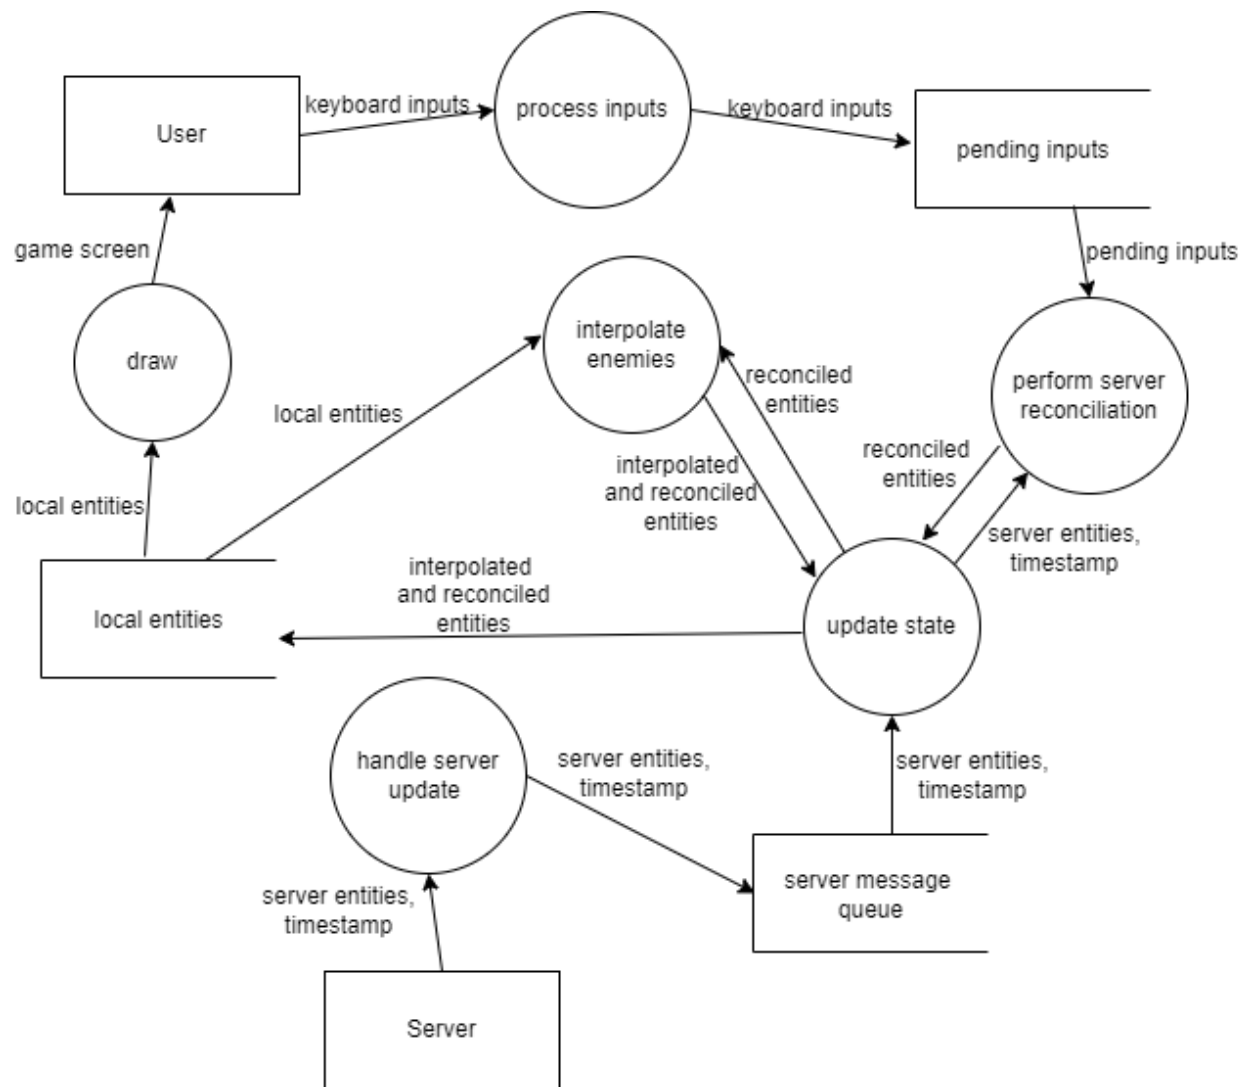 keyboard inputs
process inputs
keyboard inputs
User
pending inputs
game screen
pending inputs
interpolate
enemies
draw
reconciled
entities
perform server
reconciliation
local entities
reconciled
entities
interpolated
and reconciled
entities
local entities
server entities,
timestamp
interpolated
and reconciled
entities
local entities
update state
handle server
update
server entities,
timestamp
server entities,
timestamp
server entities,
timestamp
server message
queue
Server